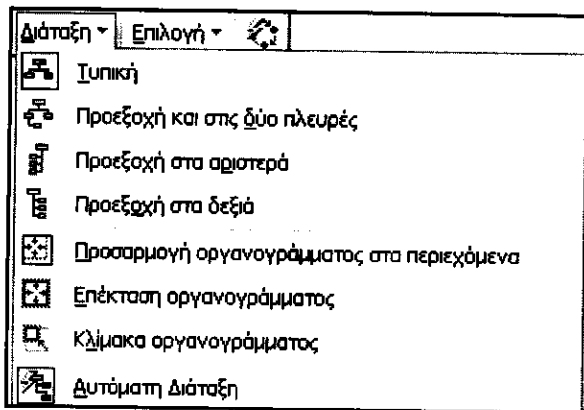 Διάταξη Επιλογή
Τυπική
Προεξοχή και στις δύο πλευρές
Προεξοχή στα αριστερά
Προεξοχή στα δεξιά
Προσαρμογή οργανογράμματος στα περιεχόμενα
Επέκταση οργανογράμματος
Κλίμακα οργανογράμματος
Αυτόματη Διάταξη